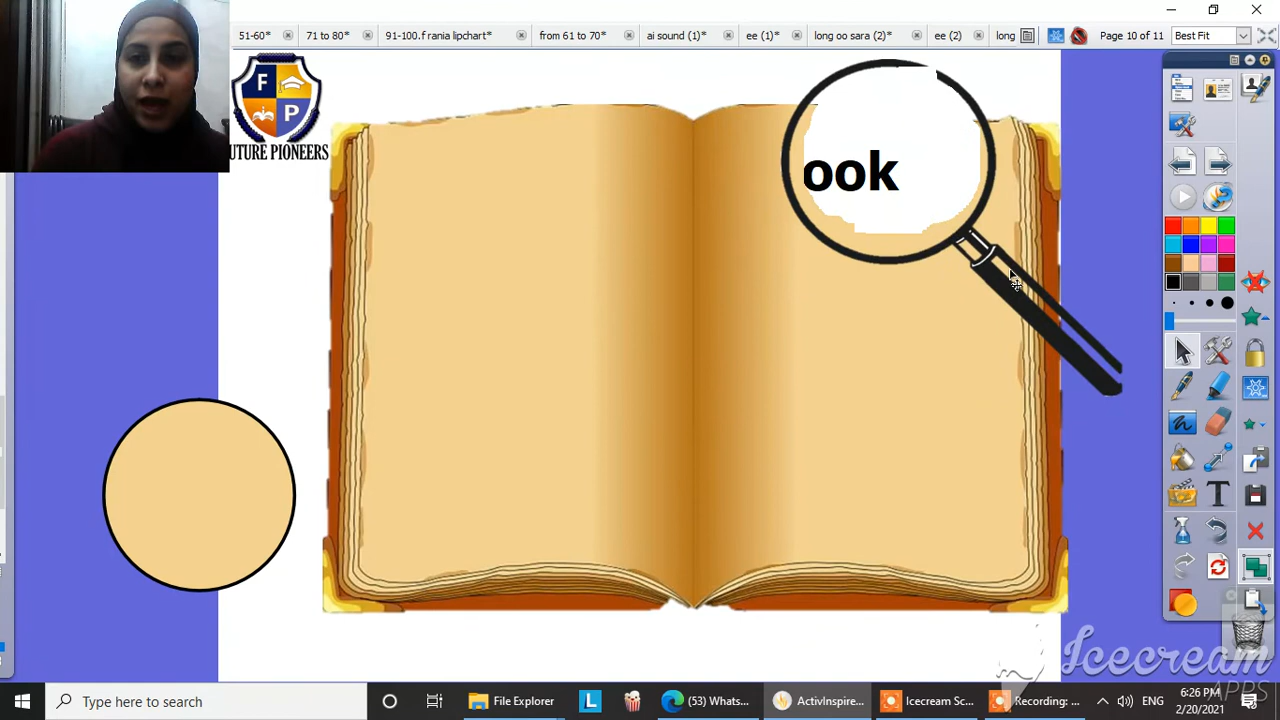 51-60*
71 to 80*
91-100.f rania lipchart*
from 61 to 70*
ai sound (1)*
ee (1)*
long oo sara (2)*
ee (2)
long
Page 10 of 11
Best Fit
F
P
UTURE PIONEERS
ook
T
Icecream
APPS
Type here to search
File Explorer
L
(53) Whats...
ActivInspire...
Icecream Sc...
Recording: ...
ENG
6:26 PM
2/20/2021